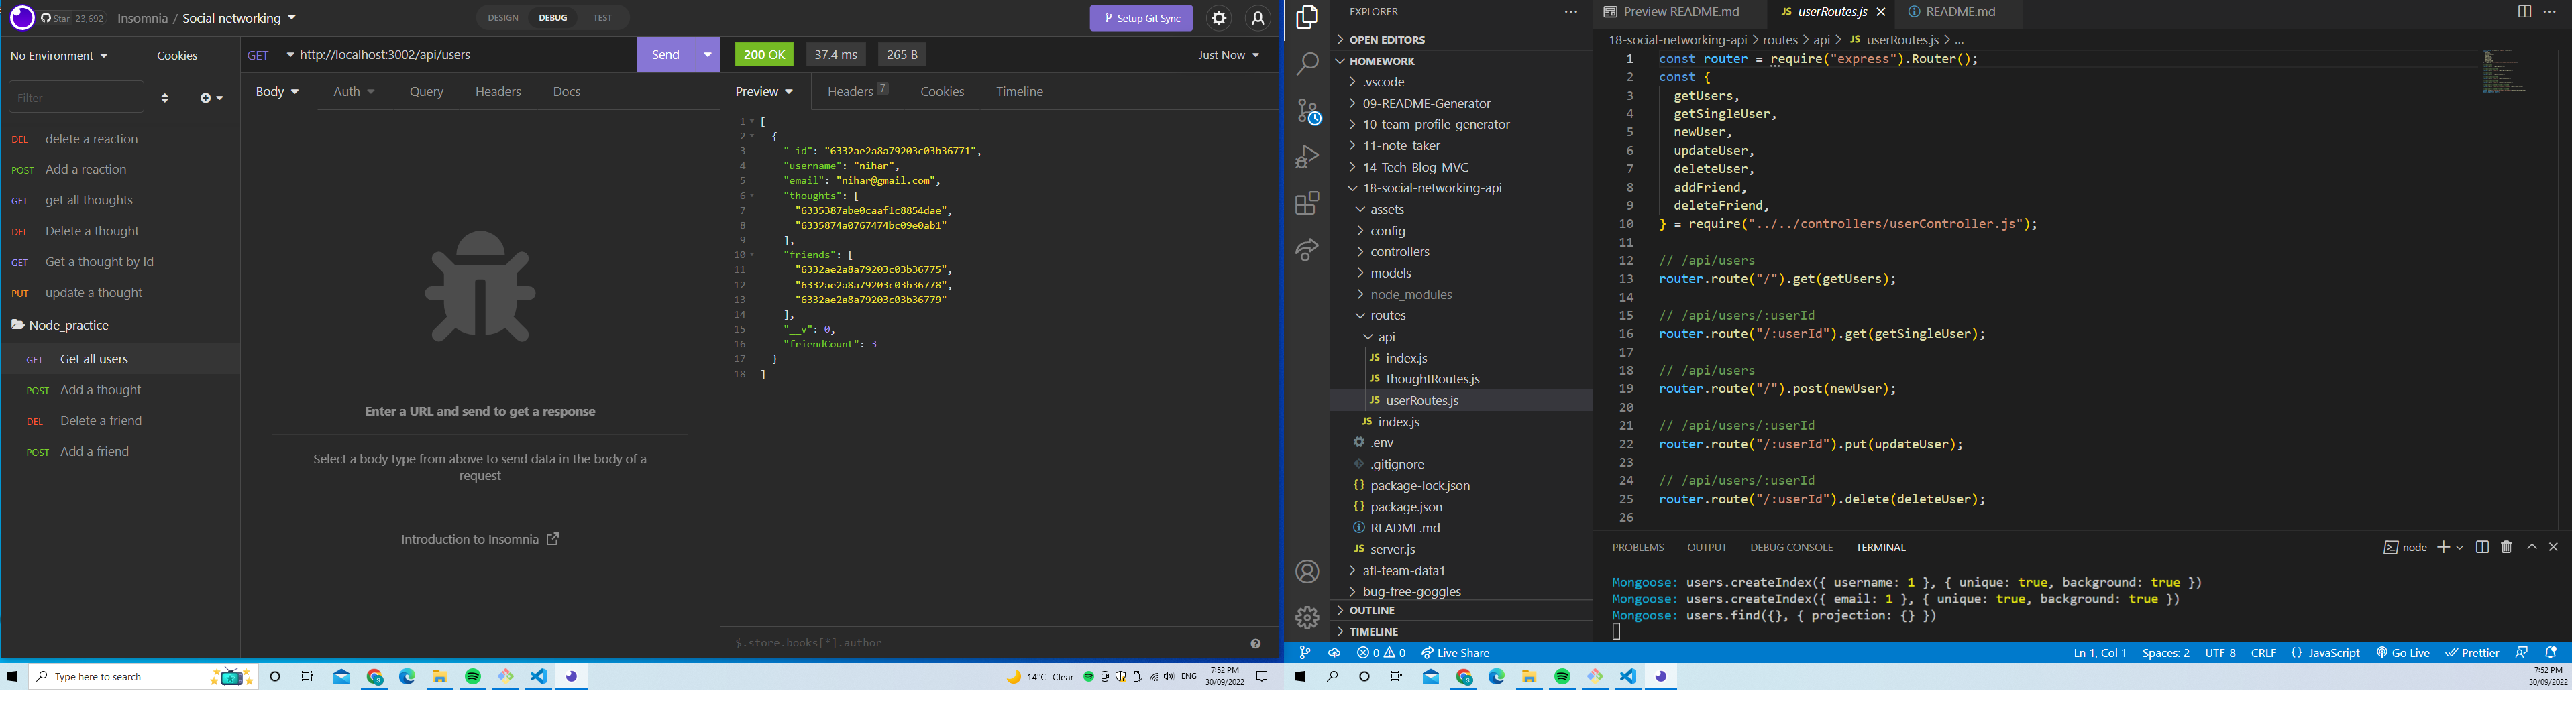 Star 23,692 Insomnia / Social networking
DESIGN DEBUG TEST
Setup Git Sync
No Environment Cookies
Filter
DEL delete a reaction
POST Add a reaction
GET get all thoughts
DEL Delete a thought
GET Get a thought by Id
PUT update a thought
Node_practice
GET Get all users
POST Add a thought
DEL Delete a friend
POST Add a friend
GET http://localhost:3002/api/users Send
Body Auth Query Headers Docs
Enter a URL and send to get a response
Select a body type from above to send data in the body of a
request
Introduction to Insomnia
200 OK 37.4 ms 265 B Just Now
Preview Headers 7 Cookies Timeline
1 [
2 {
3 "_id": "6332ae2a8a79203c03b36771",
4 "username": "nihar",
5 "email": "nihar@gmail.com",
6 "thoughts": [
7 "6335387abe0caaf1c8854dae",
8 "6335874a0767474bc09e0ab1"
9 ],
10 "friends": [
11 "6332ae2a8a79203c03b36775",
12 "6332ae2a8a79203c03b36778",
13 "6332ae2a8a79203c03b36779"
14 ],
15 "__v": 0,
16 "friendCount": 3
17 }
18 ]
$.store.books[*].author
EXPLORER
OPEN EDITORS
HOMEWORK
.vscode
09-README-Generator
10-team-profile-generator
11-note_taker
14-Tech-Blog-MVC
18-social-networking-api
assets
config
controllers
models
node_modules
routes
api
JS index.js
JS thoughtRoutes.js
JS userRoutes.js
JS index.js
.env
.gitignore
{} package-lock.json
{} package.json
README.md
JS server.js
afl-team-data1
bug-free-goggles
OUTLINE
TIMELINE
Preview README.md JS userRoutes.js README.md
18-social-networking-api > routes > api > JS userRoutes.js > ...
1 const router = require("express").Router();
2 const {
3 getUsers,
4 getSingleUser,
5 newUser,
6 updateUser,
7 deleteUser,
8 addFriend,
9 deleteFriend,
10 } = require("../../controllers/userController.js");
11
12 // /api/users
13 router.route("/").get(getUsers);
14
15 // /api/users/:userId
16 router.route("/:userId").get(getSingleUser);
17
18 // /api/users
19 router.route("/").post(newUser);
20
21 // /api/users/:userId
22 router.route("/:userId").put(updateUser);
23
24 // /api/users/:userId
25 router.route("/:userId").delete(deleteUser);
26
PROBLEMS OUTPUT DEBUG CONSOLE TERMINAL node
Mongoose: users.createIndex({ username: 1 }, { unique: true, background: true })
Mongoose: users.createIndex({ email: 1 }, { unique: true, background: true })
Mongoose: users.find({}, { projection: {} })
0 0 Live Share Ln 1, Col 1 Spaces: 2 UTF-8 CRLF {} JavaScript Go Live Prettier
Type here to search 14°C Clear ENG 7:52 PM
30/09/2022
7:52 PM
30/09/2022